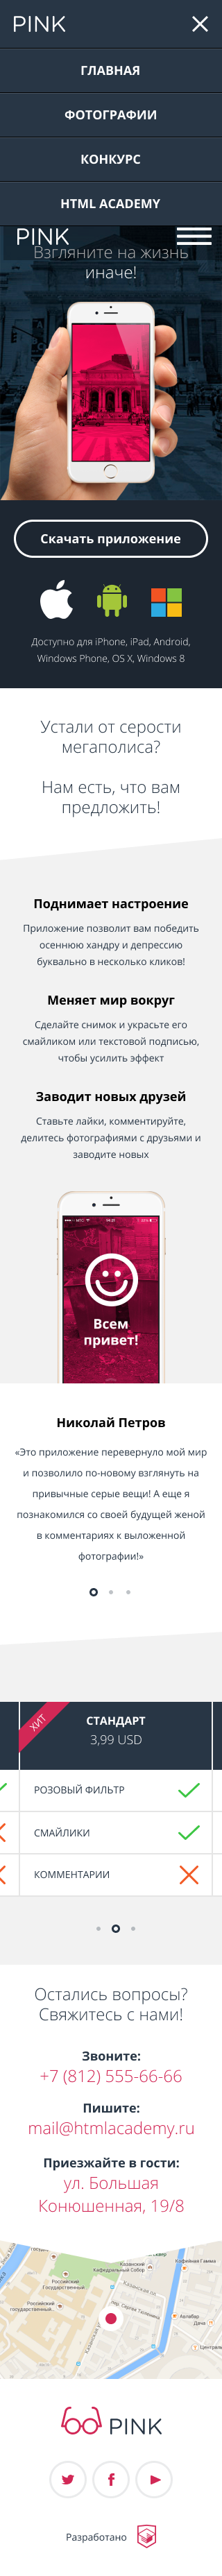 PINK
ГЛАВНАЯ
ФОТОГРАФИИ
КОНКУРС
HTML ACADEMY
PINK
Взгляните на жизнь
иначе!
Скачать приложение
Доступно для iPhone, iPad, Android,
Windows Phone, OS X, Windows 8
Устали от серости
мегаполиса?
Нам есть, что вам
предложить!
Поднимает настроение
Приложение позволит вам победить
осеннюю хандру и депрессию
буквально в несколько кликов!
Меняет мир вокруг
Сделайте снимок и украсьте его
смайликом или текстовой подписью,
чтобы усилить эффект
Заводит новых друзей
Ставьте лайки, комментируйте,
делитесь фотографиями с друзьями и
заводите новых
Всем
привет!
Николай Петров
«Это приложение перевернуло мой мир
и позволило по-новому взглянуть на
привычные серые вещи! А еще я
познакомился со своей будущей женой
в комментариях к выложенной
фотографии!»
ХИТ
СТАНДАРТ
3,99 USD
РОЗОВЫЙ ФИЛЬТР
СМАЙЛИКИ
КОММЕНТАРИИ
Остались вопросы?
Свяжитесь с нами!
Звоните:
+7 (812) 555-66-66
Пишите:
mail@htmlacademy.ru
Приезжайте в гости:
ул. Большая
Конюшенная, 19/8
PINK
Разработано